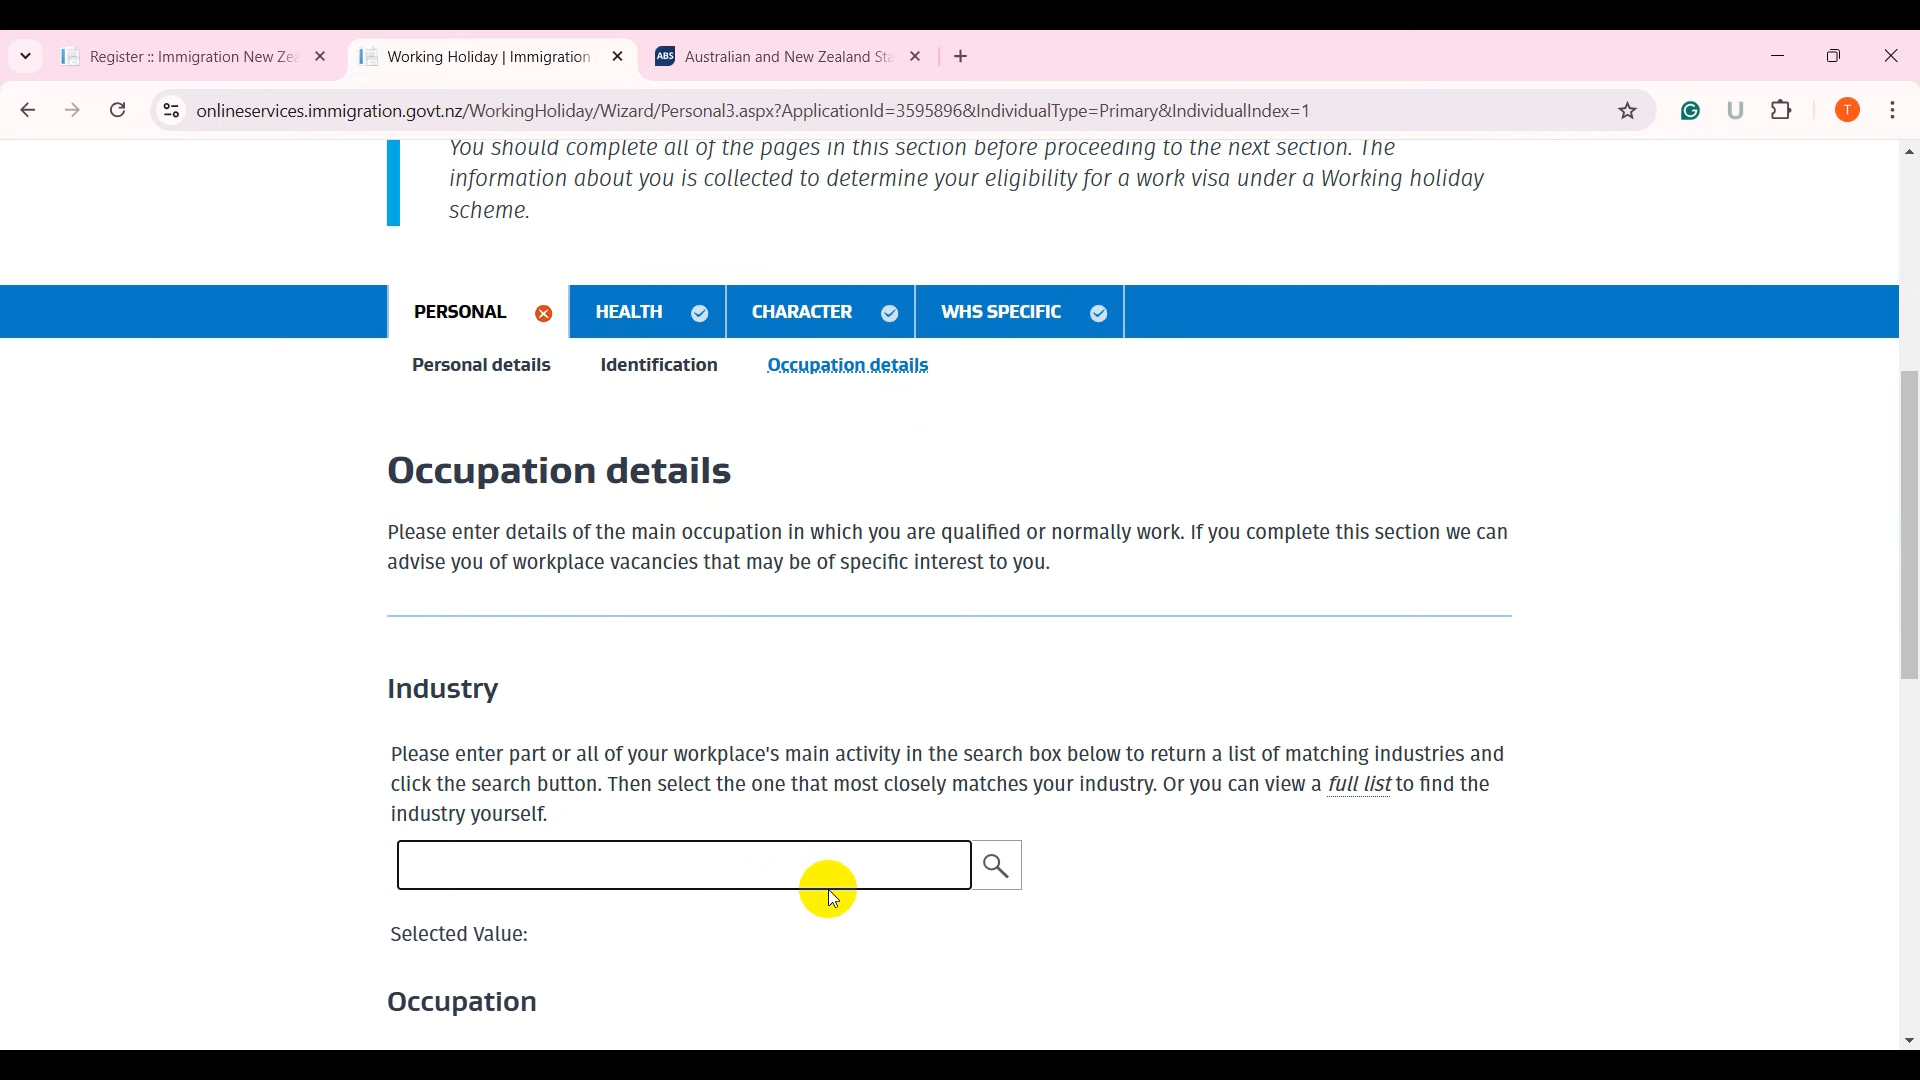 Register :: Immigration New Zea
Working Holiday | Immigration
ABS
Australian and New Zealand Sta
onlineservices.immigration.govt.nz/WorkingHoliday/Wizard/Personal3.aspx?ApplicationId=3595896&IndividualType=Primary&IndividualIndex=1
T
You should complete all of the pages in this section before proceeding to the next section. The
information about you is collected to determine your eligibility for a work visa under a Working holiday
scheme.
PERSONAL
HEALTH
CHARACTER
WHS SPECIFIC
Personal details
Identification
Occupation details
Occupation details
Please enter details of the main occupation in which you are qualified or normally work. If you complete this section we can
advise you of workplace vacancies that may be of specific interest to you.
Industry
Please enter part or all of your workplace's main activity in the search box below to return a list of matching industries and
click the search button. Then select the one that most closely matches your industry. Or you can view a full list to find the
industry yourself.
Selected Value:
Occupation